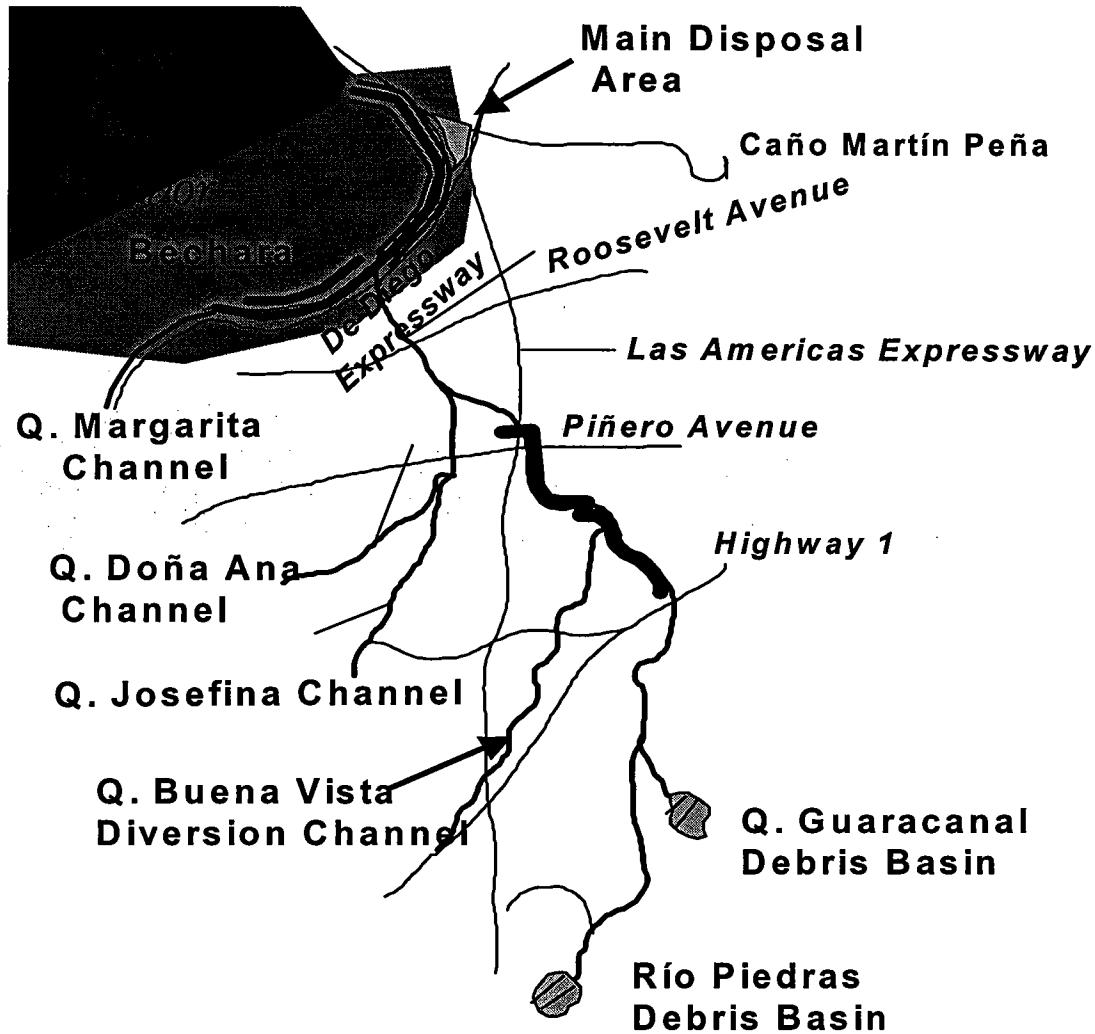 Main Disposal
Area
Caño Martín Peña
Roosevelt Avenue
Bechara
De Diego
Expressway
Las Americas Expressway
Q. Margarita
Channel
Piñero Avenue
Highway 1
Q. Doña Ana
Channel
Q. Josefina Channel
Q. Buena Vista
Diversion Channel
Q. Guaracanal
Debris Basin
Río Piedras
Debris Basin